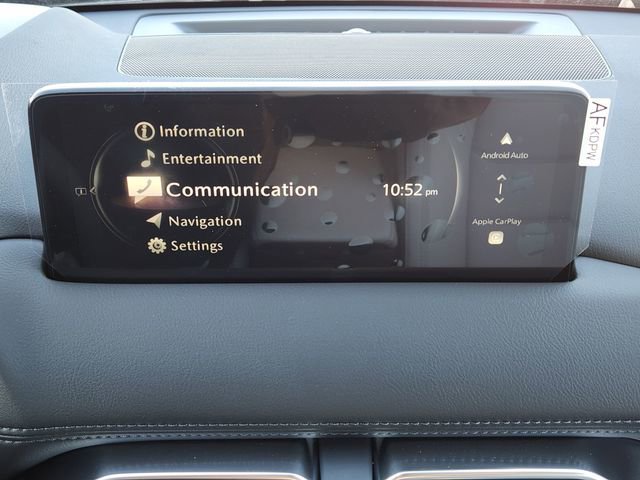 Information
Entertainment
Communication
10:52 pm
Navigation
Settings
Android Auto
Apple CarPlay
AF KDPW